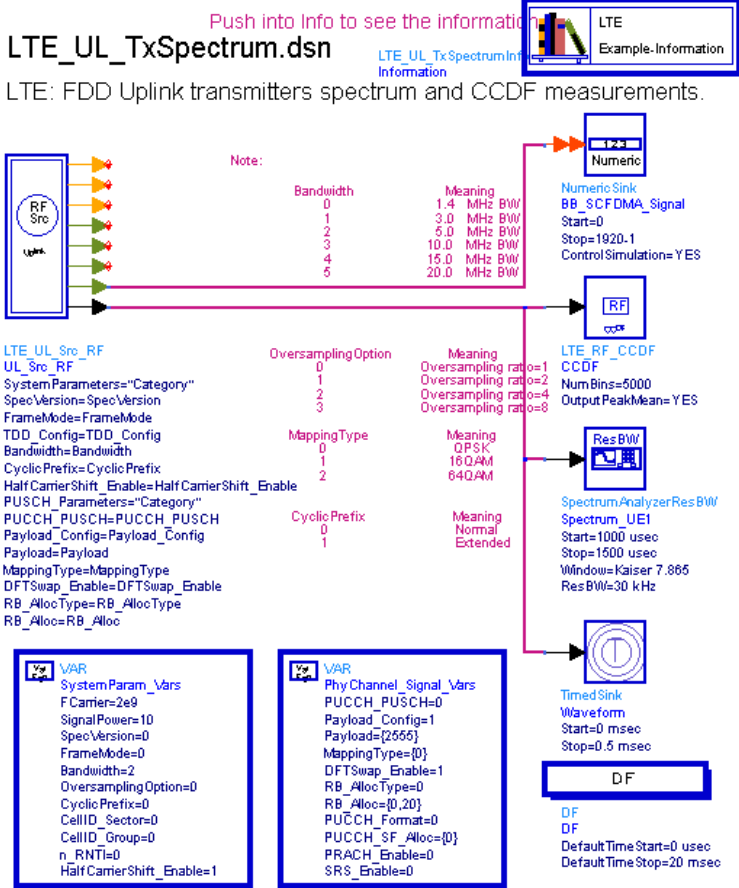 Push into Info to see the information
LTE_UL_TxSpectrum.dsn
LTE_UL_TxSpectrumInfo
Information
LTE
Example-Information
LTE: FDD Uplink transmitters spectrum and CCDF measurements.
RF
Src
Uplink
Note:
Bandwidth Meaning
0 1.4 MHz BW
1 3.0 MHz BW
2 5.0 MHz BW
3 10.0 MHz BW
4 15.0 MHz BW
5 20.0 MHz BW
1 2 3
Numeric
NumericSink
BB_SCFDMA_Signal
Start=0
Stop=1920-1
ControlSimulation=YES
RF
CCDF
LTE_RF_CCDF
CCDF
NumBins=5000
OutputPeakMean=YES
LTE_UL_Src_RF
UL_Src_RF
SystemParameters="Category"
SpecVersion=SpecVersion
FrameMode=FrameMode
TDD_Config=TDD_Config
Bandwidth=Bandwidth
CyclicPrefix=CyclicPrefix
HalfCarrierShift_Enable=HalfCarrierShift_Enable
PUSCH_Parameters="Category"
PUCCH_PUSCH=PUCCH_PUSCH
Payload_Config=Payload_Config
Payload=Payload
MappingType=MappingType
DFTSwap_Enable=DFTSwap_Enable
RB_AllocType=RB_AllocType
RB_Alloc=RB_Alloc
OversamplingOption Meaning
0 Oversampling ratio=1
1 Oversampling ratio=2
2 Oversampling ratio=4
3 Oversampling ratio=8
MappingType Meaning
0 QPSK
1 16QAM
2 64QAM
CyclicPrefix Meaning
0 Normal
1 Extended
ResBW
SpectrumAnalyzerResBW
Spectrum_UE1
Start=1000 usec
Stop=1500 usec
Window=Kaiser 7.865
ResBW=30 kHz
T
TimedSink
Waveform
Start=0 msec
Stop=0.5 msec
Var
Eqn
VAR
SystemParam_Vars
FCarrier=2e9
SignalPower=10
SpecVersion=0
FrameMode=0
Bandwidth=2
OversamplingOption=0
CyclicPrefix=0
CellID_Sector=0
CellID_Group=0
n_RNTI=0
HalfCarrierShift_Enable=1
Var
Eqn
VAR
PhyChannel_Signal_Vars
PUCCH_PUSCH=0
Payload_Config=1
Payload={2555}
MappingType={0}
DFTSwap_Enable=1
RB_AllocType=0
RB_Alloc={0,20}
PUCCH_Format=0
PUCCH_SF_Alloc={0}
PRACH_Enable=0
SRS_Enable=0
DF
DF
DF
DefaultTimeStart=0 usec
DefaultTimeStop=20 msec